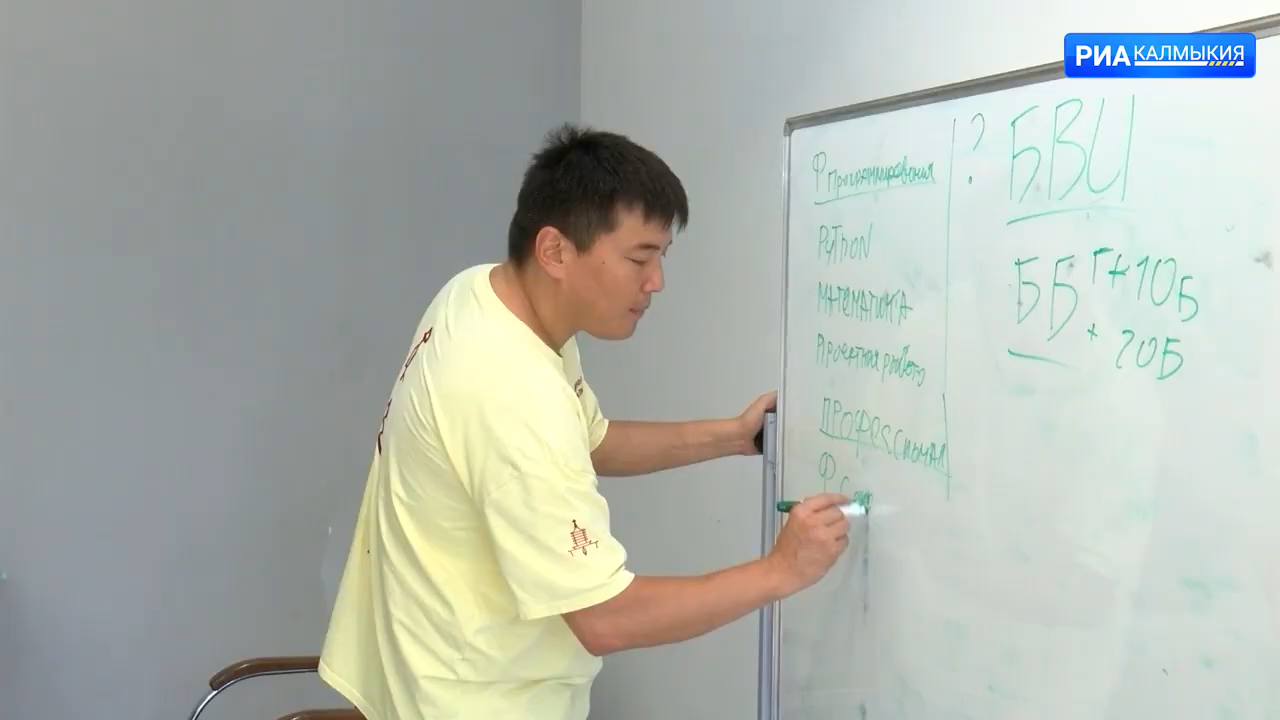 РИА КАЛМЫКИЯ
Ф программирования
?
PYTHON
МАТЕМАТИКА
Проектная работа
ПРОФЕССИОНАЛ
Ф
БВИ
ББ Г+10Б
+ 20Б